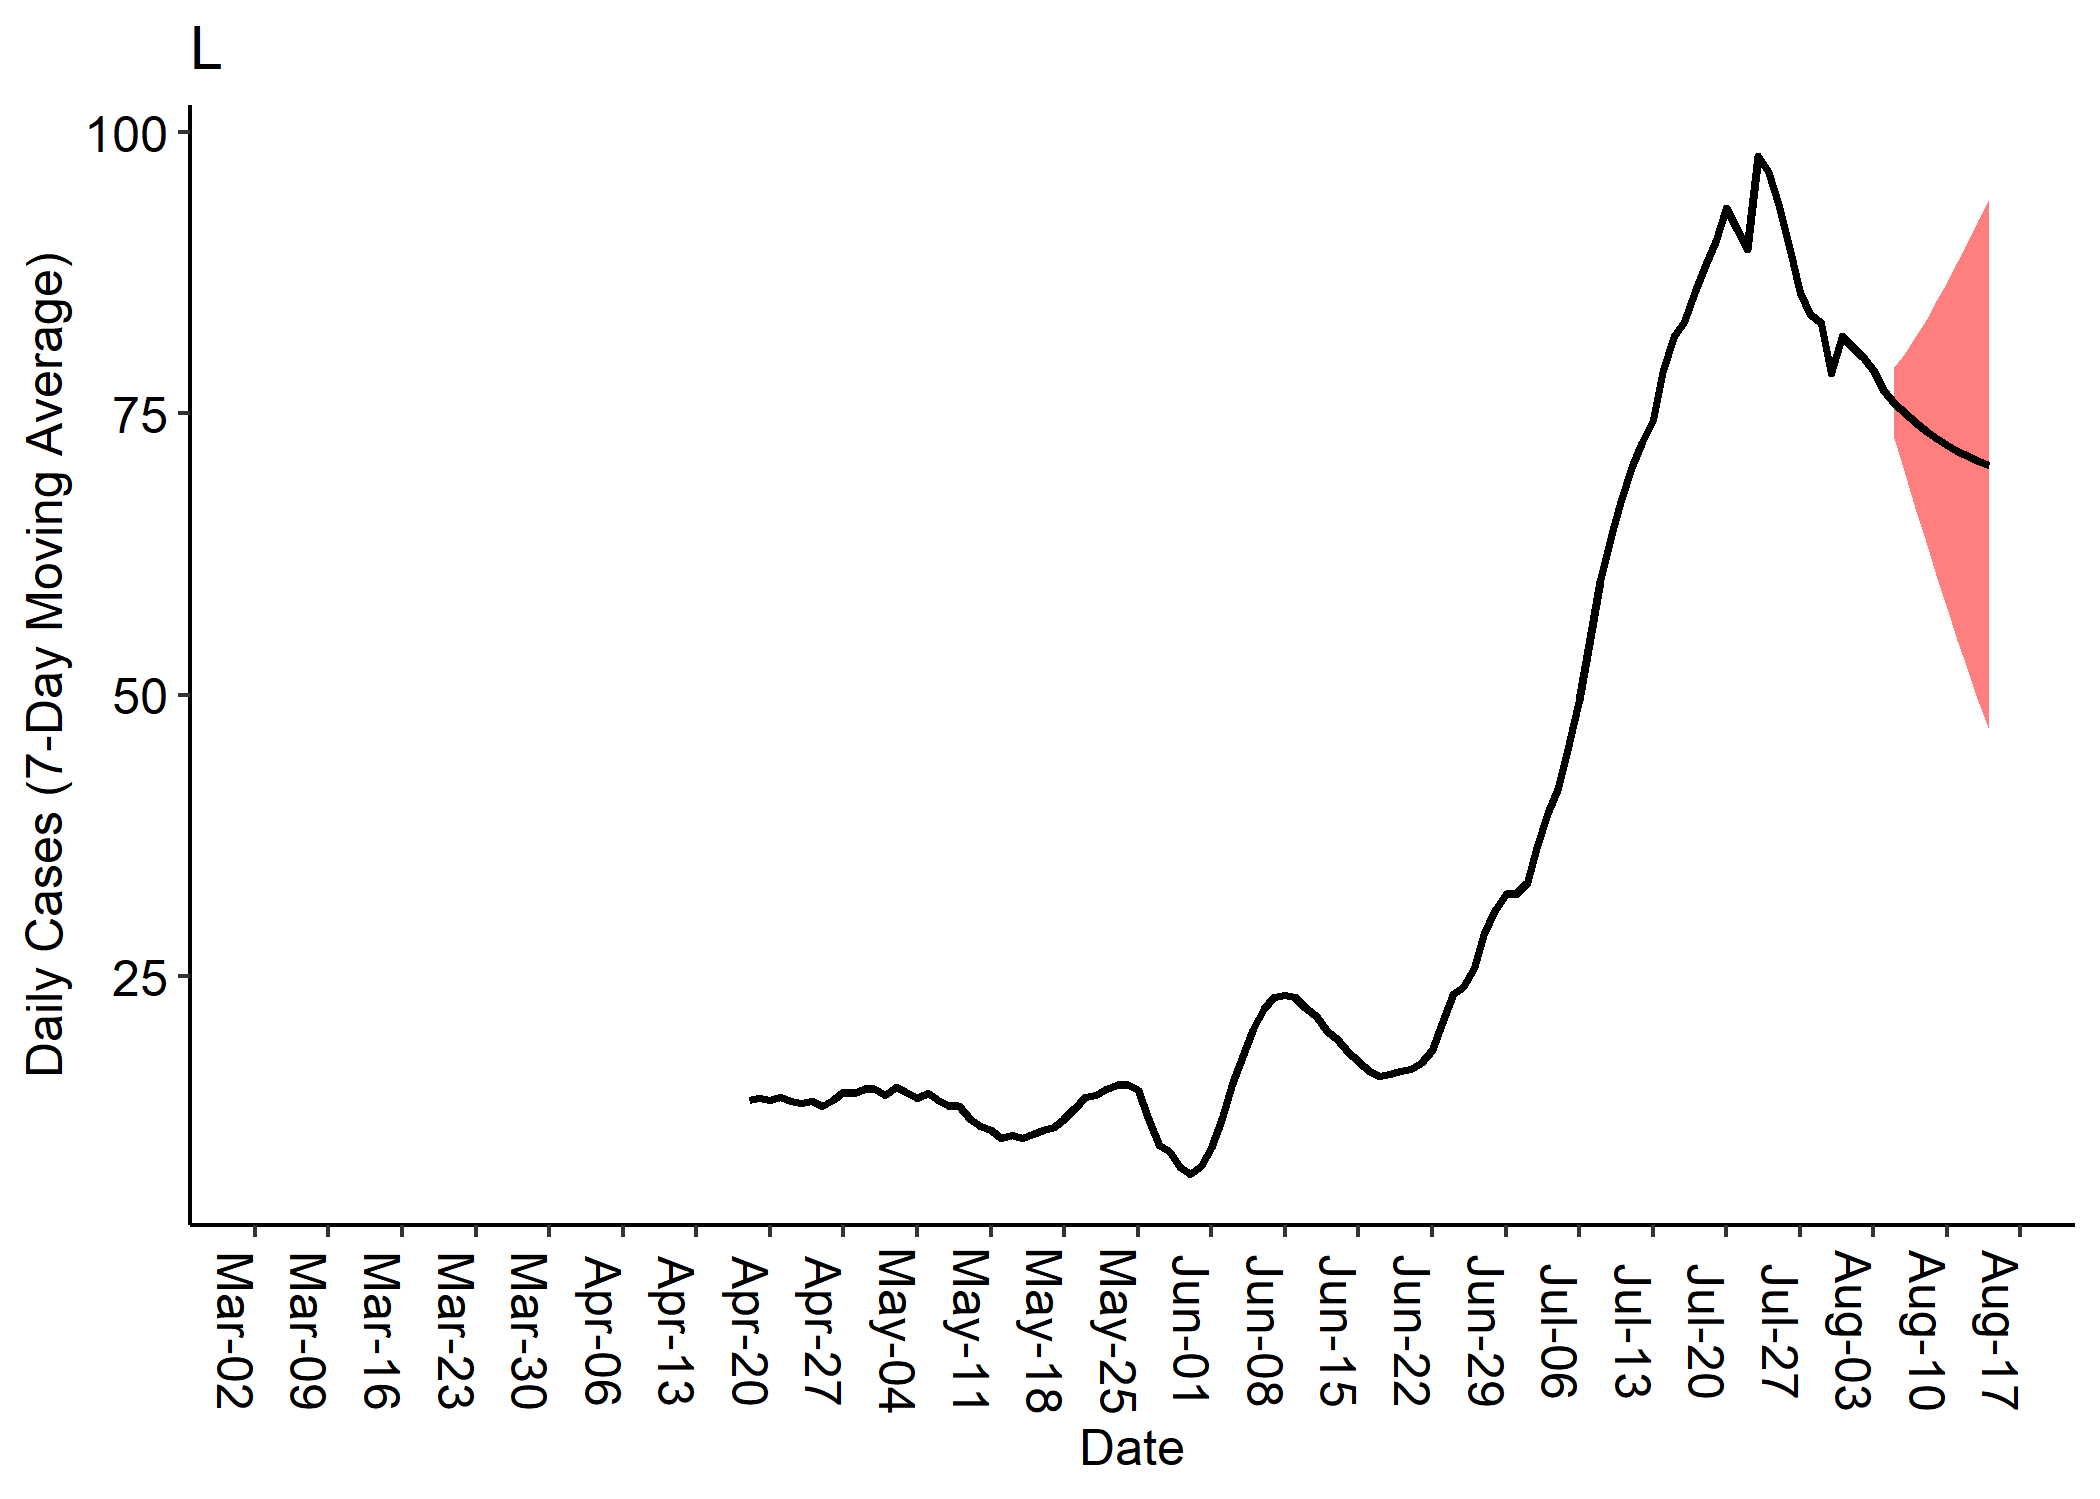 L
Daily Cases (7-Day Moving Average)
100
75
50
25
Mar-02
Mar-09
Mar-16
Mar-23
Mar-30
Apr-06
Apr-13
Apr-20
Apr-27
May-04
May-11
May-18
May-25
Jun-01
Jun-08
Jun-15
Jun-22
Jun-29
Jul-06
Jul-13
Jul-20
Jul-27
Aug-03
Aug-10
Aug-17
Date